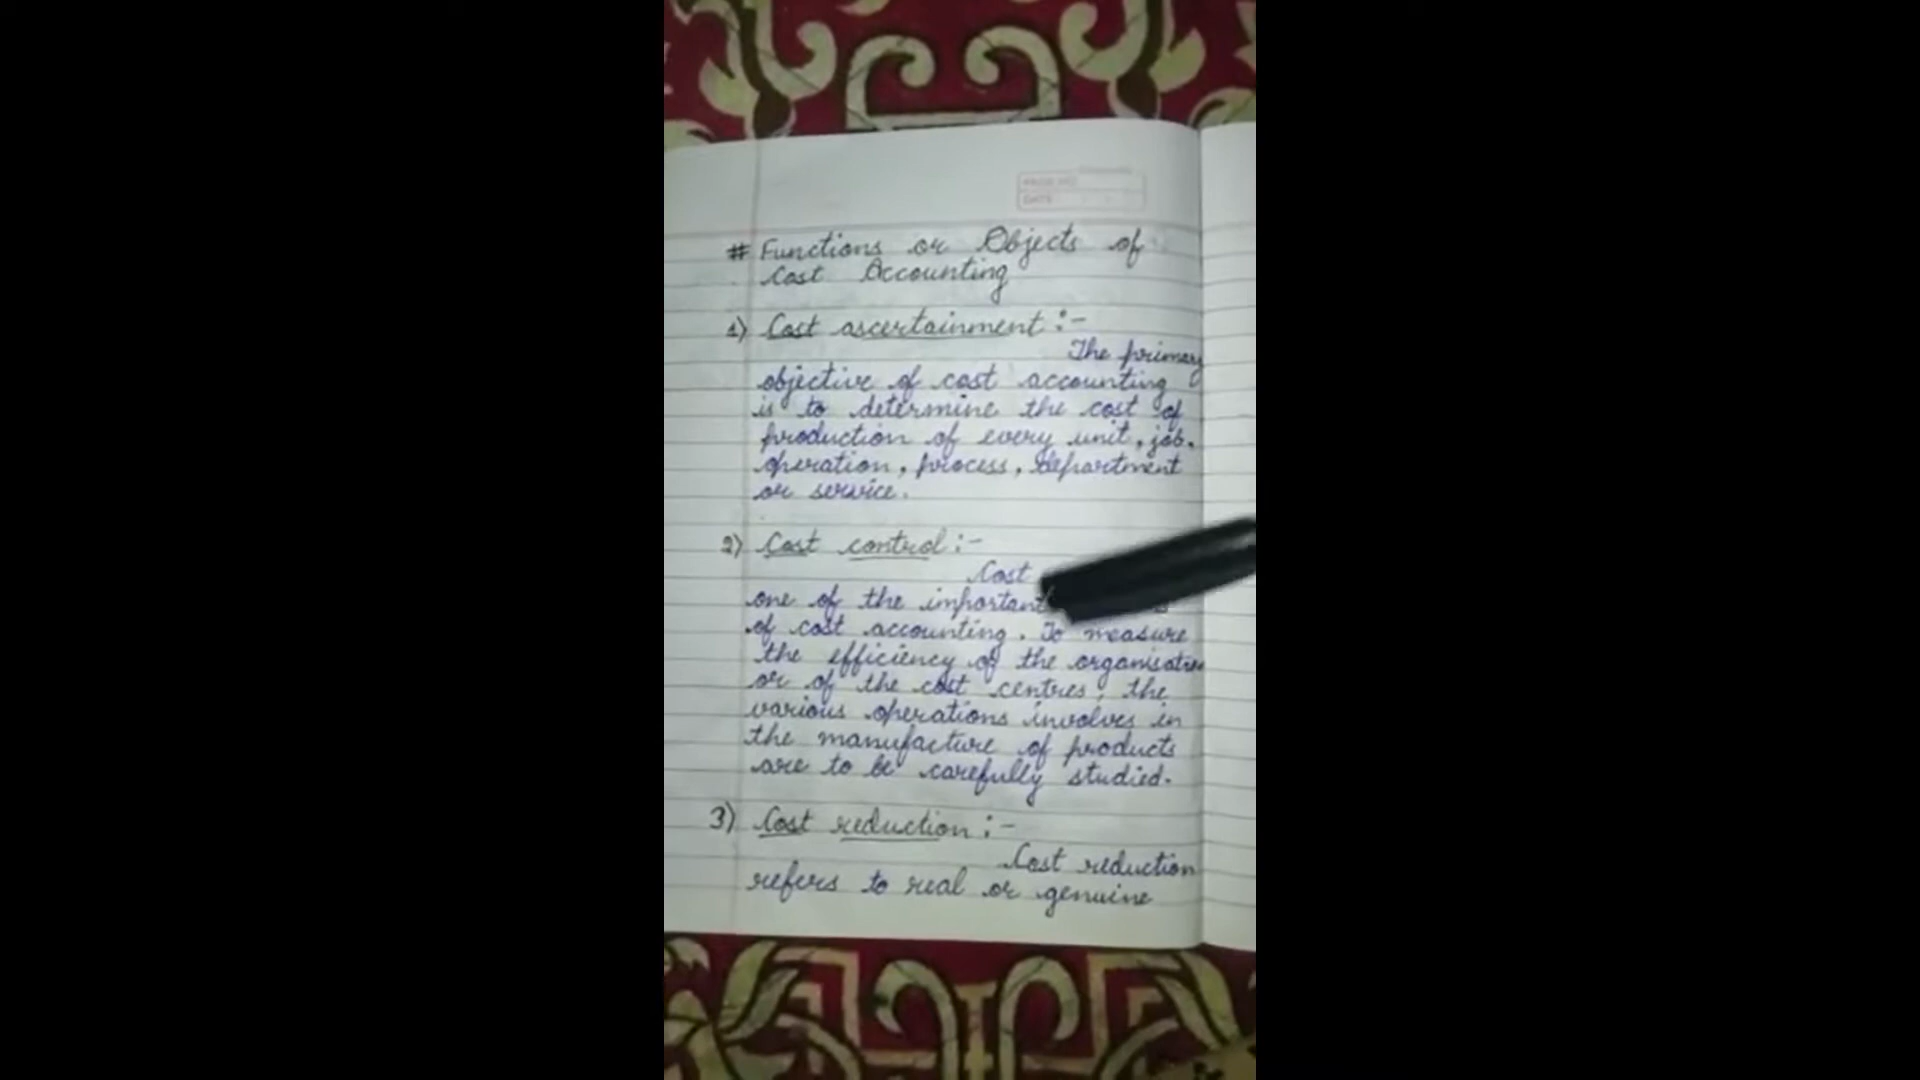 PAGE NO.
DATE
# Functions or Objects of
Cost Accounting
1) Cost ascertainment :-
The primary
objective of cost accounting
is to determine the cost of
production of every unit, job,
operation, process, department
or service.
2) Cost control :-
Cost
one of the important
of cost accounting. To measure
the efficiency of the organisation
or of the cost centres, the
various operations involves in
the manufacture of products
are to be carefully studied.
3) Cost reduction :-
Cost reduction
refers to real or genuine